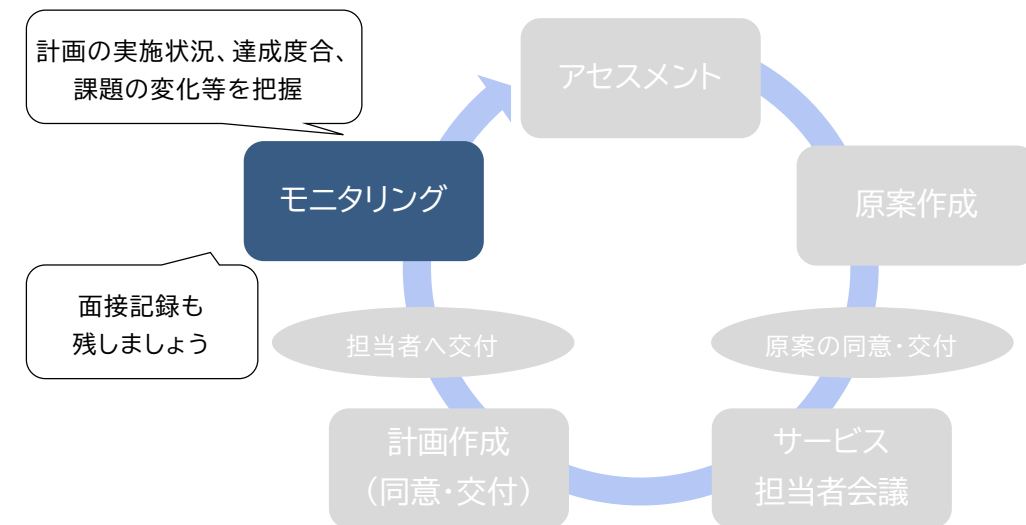 計画の実施状況、達成度合、
課題の変化等を把握
アセスメント
モニタリング
原案作成
面接記録も
残しましょう
担当者へ交付
原案の同意・交付
計画作成
（同意・交付）
サービス
担当者会議